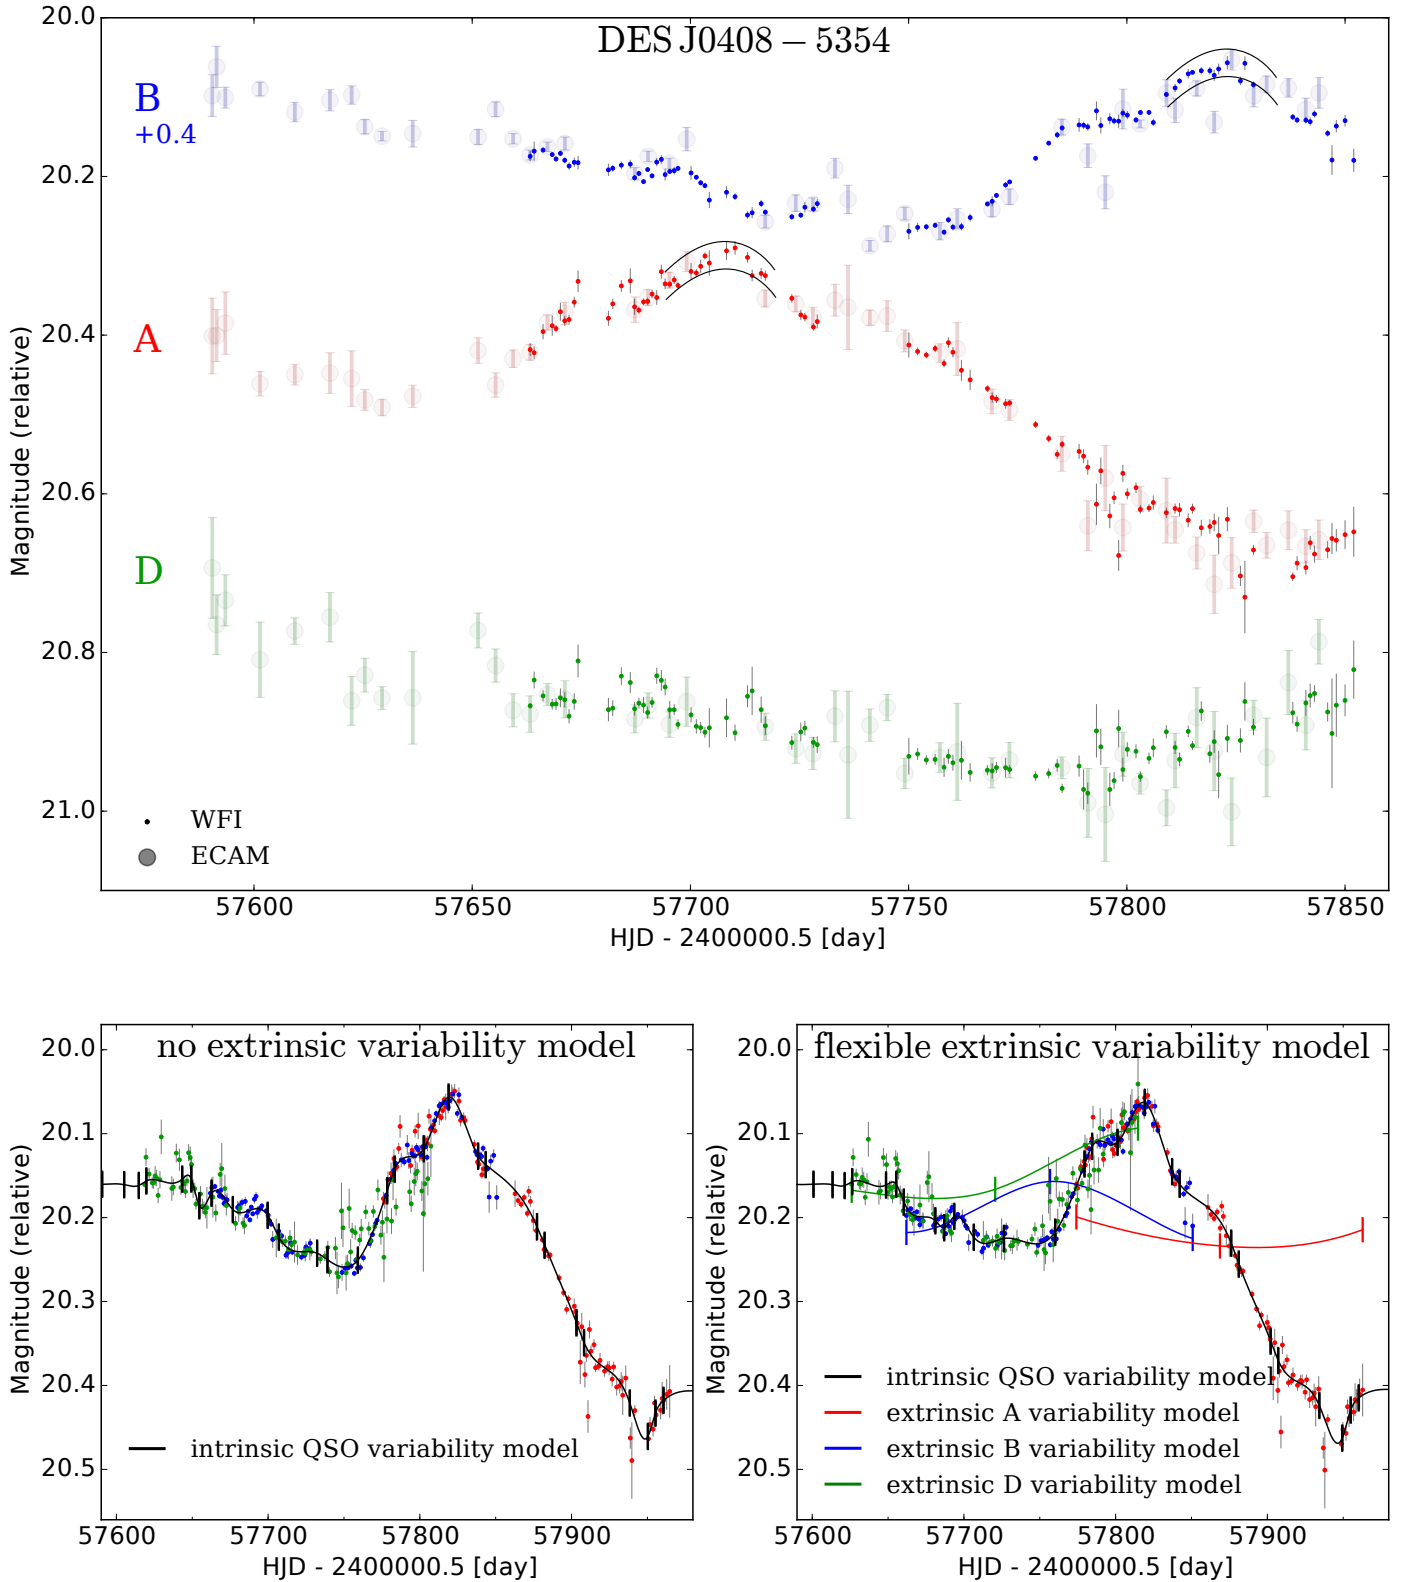 DES J0408 – 5354
B
+0.4
A
D
20.0
20.2
20.4
20.6
20.8
21.0
Magnitude (relative)
WFI
ECAM
57600 57650 57700 57750 57800 57850
HJD - 2400000.5 [day]
no extrinsic variability model
20.0
20.1
20.2
20.3
20.4
20.5
Magnitude (relative)
intrinsic QSO variability model
57600 57700 57800 57900
HJD - 2400000.5 [day]
flexible extrinsic variability model
20.0
20.1
20.2
20.3
20.4
20.5
Magnitude (relative)
intrinsic QSO variability model
extrinsic A variability model
extrinsic B variability model
extrinsic D variability model
57600 57700 57800 57900
HJD - 2400000.5 [day]